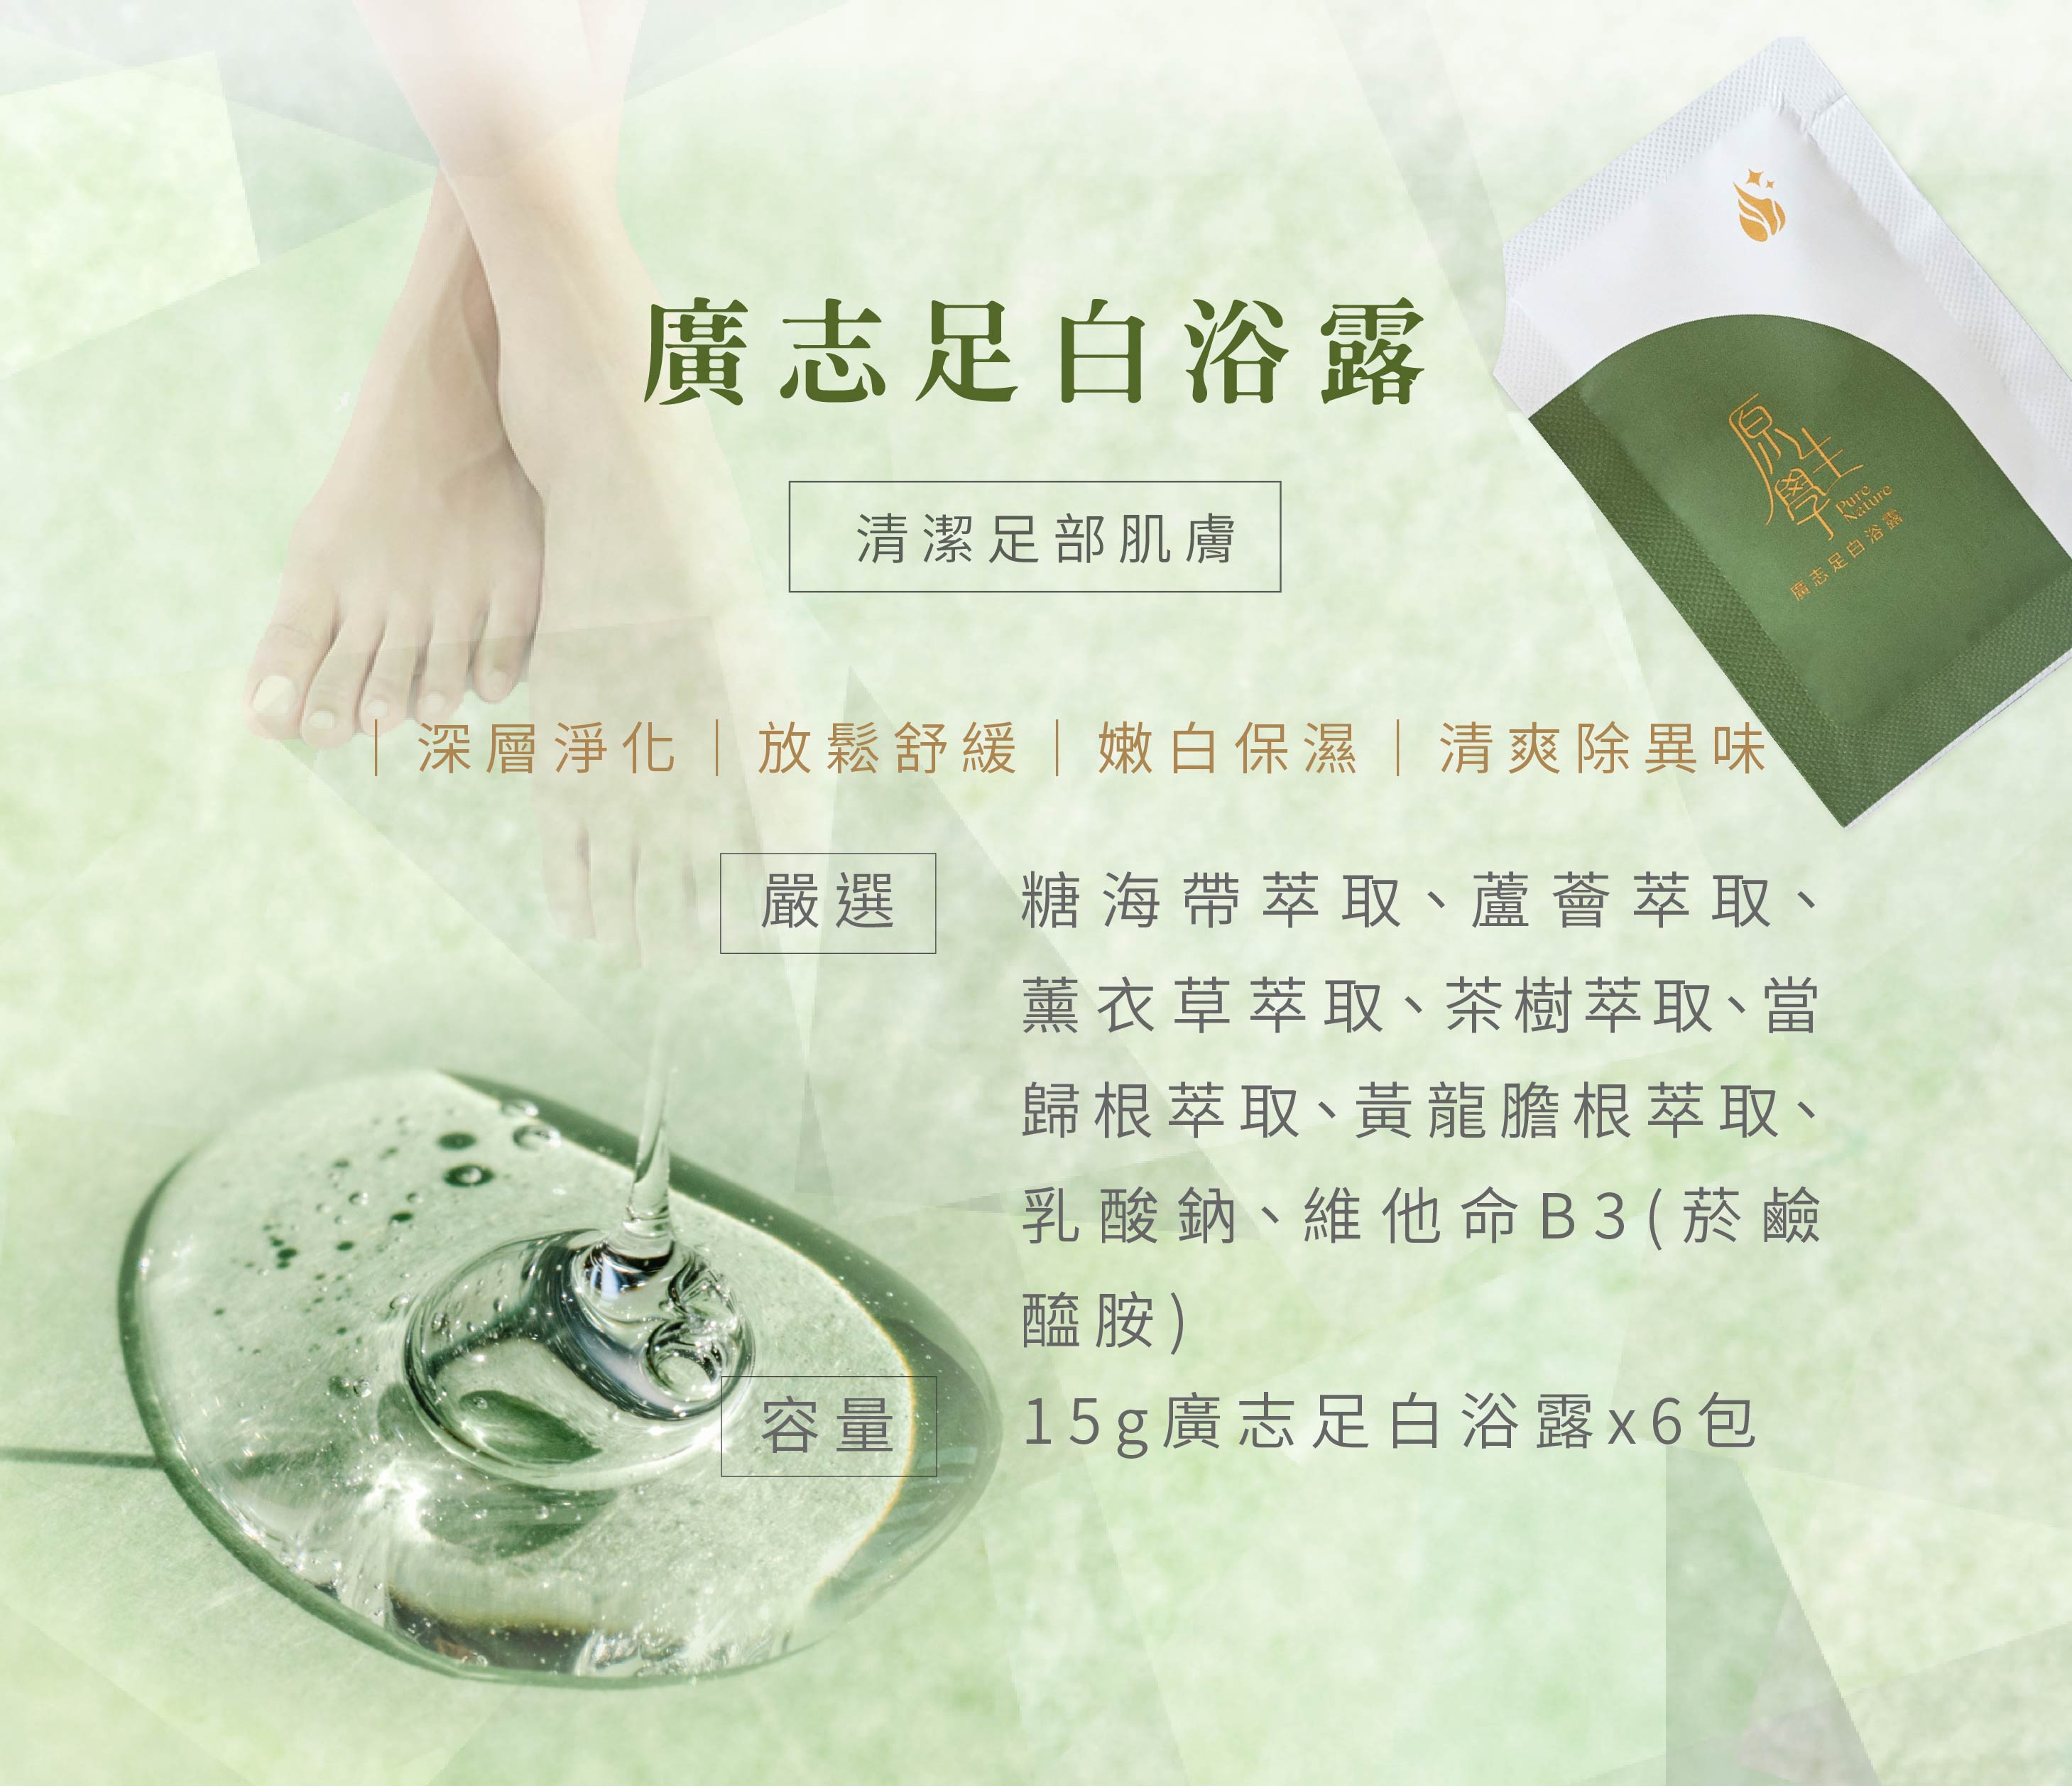 廣志足白浴露
清潔足部肌膚
｜深層淨化｜放鬆舒緩｜嫩白保濕｜清爽除異味
嚴選
糖海帶萃取、蘆薈萃取、
薰衣草萃取、茶樹萃取、當
歸根萃取、黃龍膽根萃取、
乳酸鈉、維他命B3(菸鹼
醯胺)
容量
15g廣志足白浴露x6包
原生學
Pure
Nature
廣志足白浴露